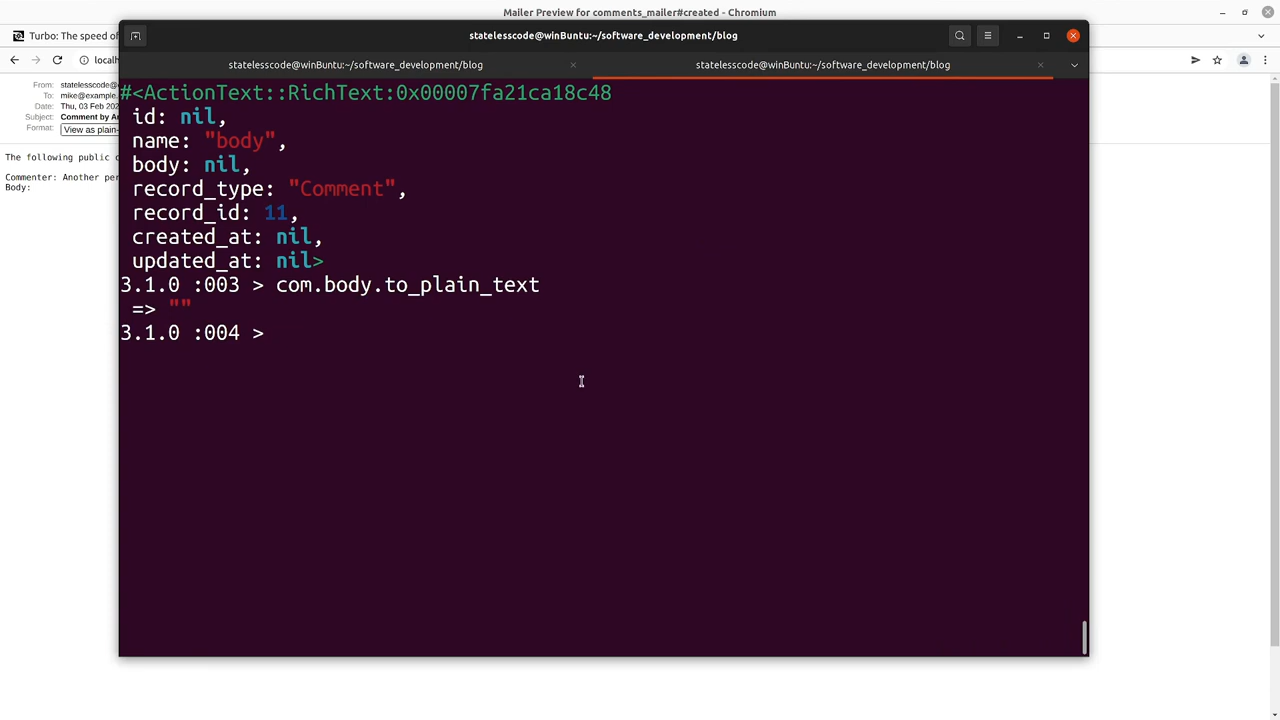 Mailer Preview for comments_mailer#created - Chromium
statelesscode@winBuntu:~/software_development/blog
Turbo: The speed of
statelesscode@winBuntu:~/software_development/blog
statelesscode@winBuntu:~/software_development/blog
localh
From: statelesscode@
To: mike@example.
Date: Thu, 03 Feb 202
Subject: Comment by An
Format: View as plain-
The following public c
Commenter: Another per
Body:
#<ActionText::RichText:0x00007fa21ca18c48
id: nil,
name: "body",
body: nil,
record_type: "Comment",
record_id: 11,
created_at: nil,
updated_at: nil>
3.1.0 :003 > com.body.to_plain_text
=> ""
3.1.0 :004 >